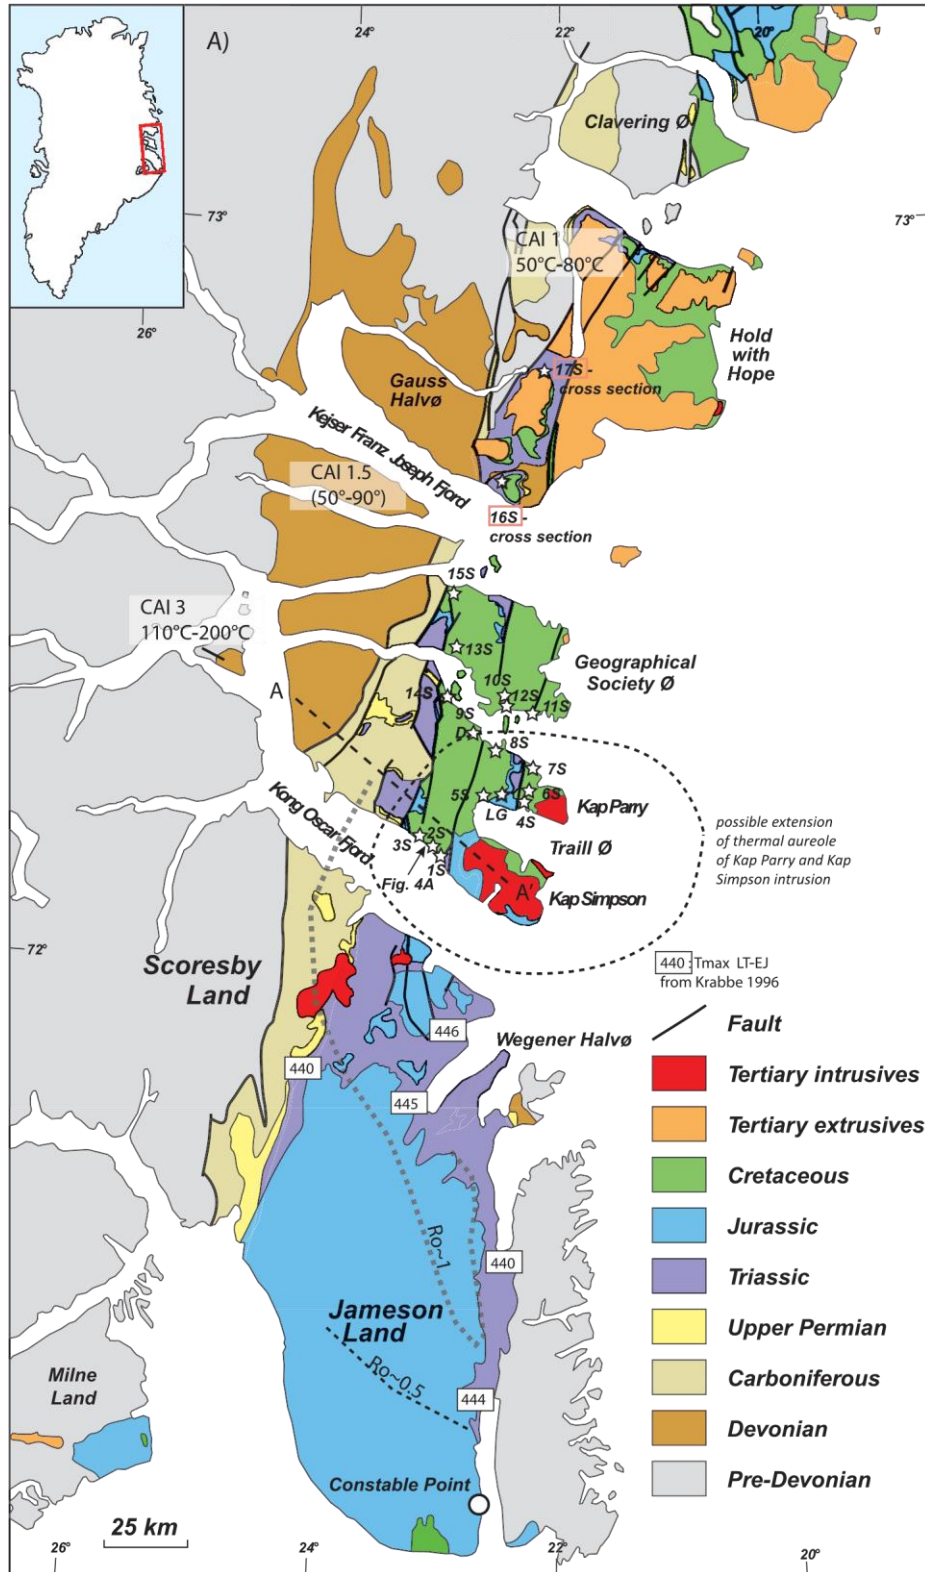 A)
24°
22°
20°
Clavering Ø
73°
73°
CAI 1
50°C-80°C
26°
Hold
with
Hope
17S -
cross section
Gauss
Halvø
Kejser Franz Joseph Fjord
CAI 1.5
(50°-90°)
16S -
cross section
15S
CAI 3
110°C-200°C
13S
Geographical
Society Ø
A
10S
14S
12S
11S
9S
D
8S
7S
5S
6S
Kap Parry
LG
4S
Kong Oscar Fjord
2S
3S
1S
Traill Ø
Fig. 4A
A'
Kap Simpson
possible extension
of thermal aureole
of Kap Parry and Kap
Simpson intrusion
72°
Scoresby
Land
440 : Tmax LT-EJ
from Krabbe 1996
446
Wegener Halvø
Fault
440
Tertiary intrusives
445
Tertiary extrusives
Cretaceous
Jurassic
Ro~1
440
Triassic
Jameson
Land
Upper Permian
Ro~0.5
Milne
Land
444
Carboniferous
Devonian
Constable Point
Pre-Devonian
25 km
26°
24°
22°
20°